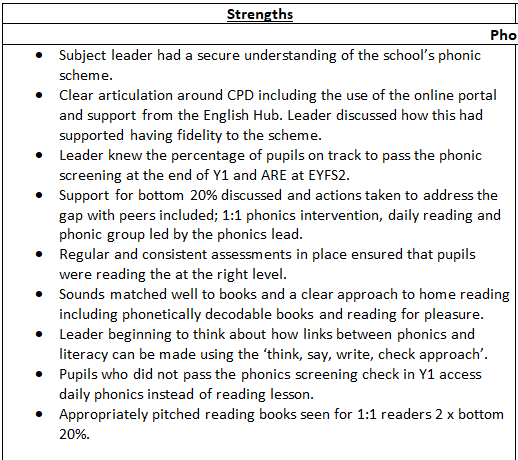 Strengths
Pho
• Subject leader had a secure understanding of the school's phonic
scheme.
• Clear articulation around CPD including the use of the online portal
and support from the English Hub. Leader discussed how this had
supported having fidelity to the scheme.
• Leader knew the percentage of pupils on track to pass the phonic
screening at the end of Y1 and ARE at EYFS2.
• Support for bottom 20% discussed and actions taken to address the
gap with peers included; 1:1 phonics intervention, daily reading and
phonic group led by the phonics lead.
• Regular and consistent assessments in place ensured that pupils
were reading the at the right level.
• Sounds matched well to books and a clear approach to home reading
including phonetically decodable books and reading for pleasure.
• Leader beginning to think about how links between phonics and
literacy can be made using the ‘think, say, write, check approach’.
• Pupils who did not pass the phonics screening check in Y1 access
daily phonics instead of reading lesson.
• Appropriately pitched reading books seen for 1:1 readers 2 x bottom
20%.